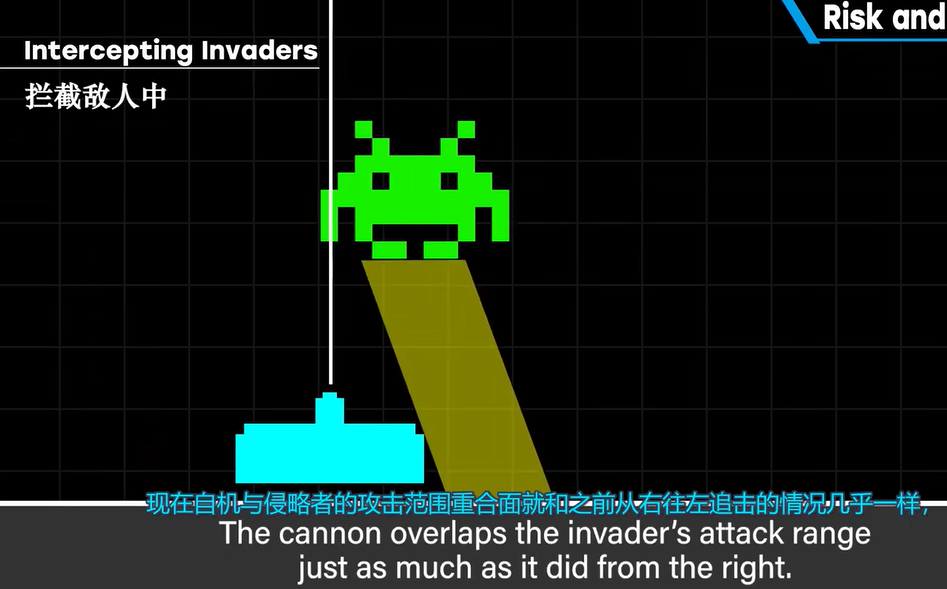 Risk and
Intercepting Invaders
拦截敌人中
现在自机与侵略者的攻击范围重合面就和之前从右往左追击的情况几乎一样，
The cannon overlaps the invader’s attack range
just as much as it did from the right.